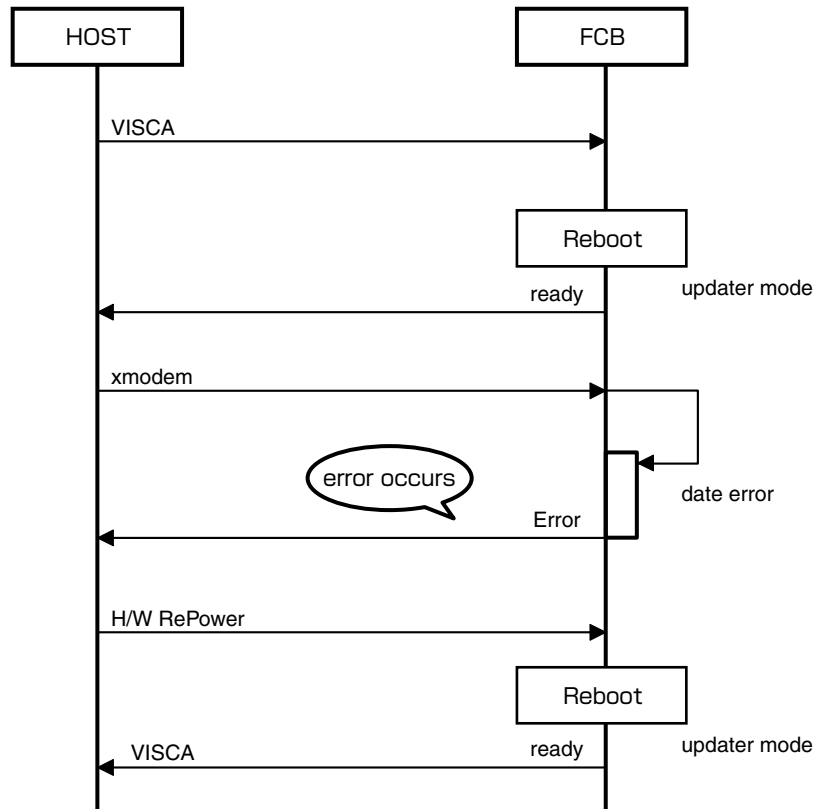 HOST
FCB
VISCA
Reboot
ready
updater mode
xmodem
error occurs
date error
Error
H/W RePower
Reboot
VISCA
ready
updater mode